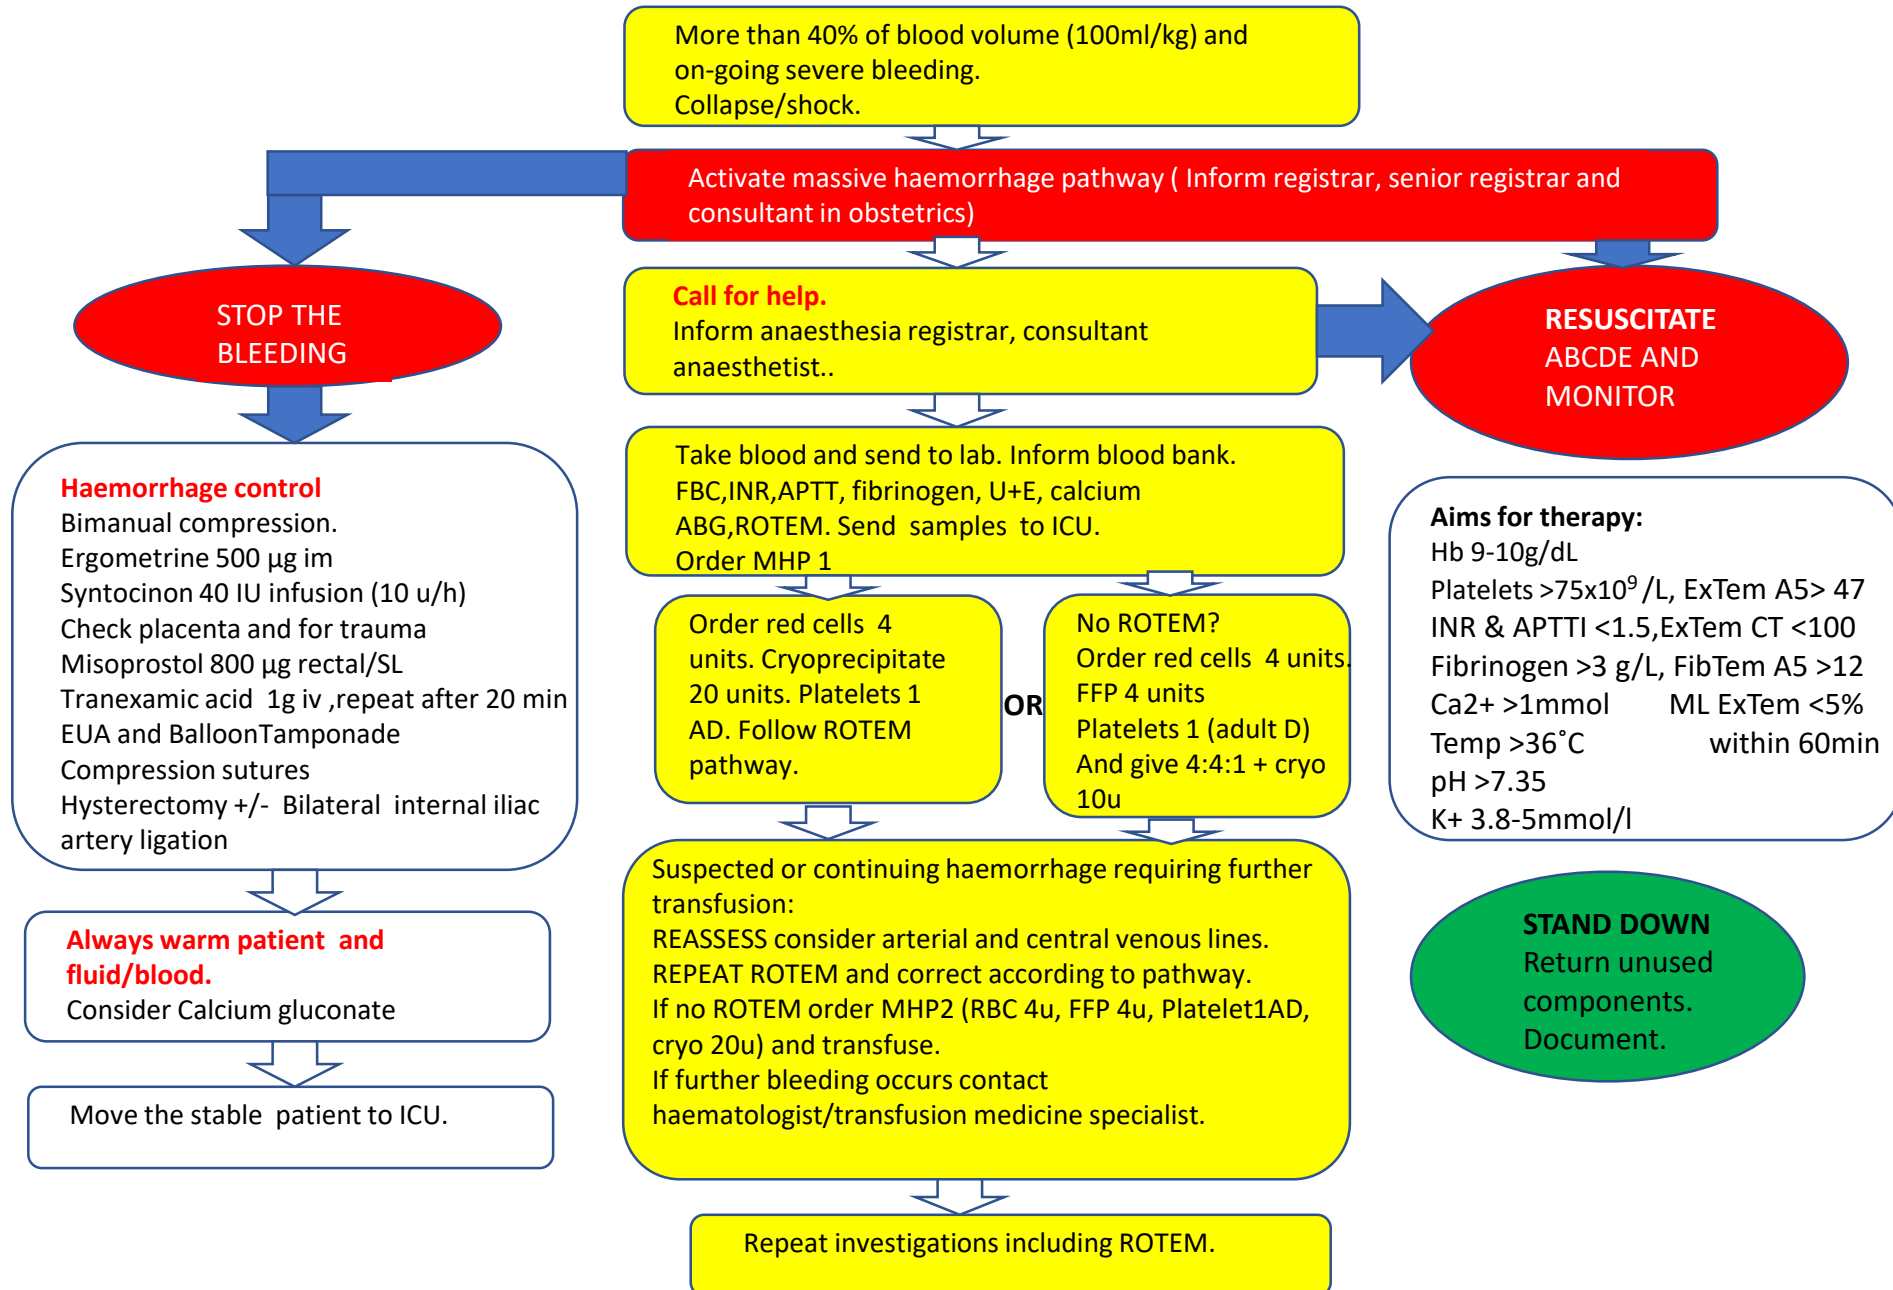 More than 40% of blood volume (100ml/kg) and
on-going severe bleeding.
Collapse/shock.
Activate massive haemorrhage pathway ( Inform registrar, senior registrar and
consultant in obstetrics)
STOP THE
BLEEDING
Call for help.
Inform anaesthesia registrar, consultant
anaesthetist..
RESUSCITATE
ABCDE AND
MONITOR
Haemorrhage control
Bimanual compression.
Ergometrine 500 µg im
Syntocinon 40 IU infusion (10 u/h)
Check placenta and for trauma
Misoprostol 800 µg rectal/SL
Tranexamic acid 1g iv ,repeat after 20 min
EUA and BalloonTamponade
Compression sutures
Hysterectomy +/- Bilateral internal iliac
artery ligation
Always warm patient and
fluid/blood.
Consider Calcium gluconate
Move the stable patient to ICU.
Take blood and send to lab. Inform blood bank.
FBC,INR,APTT, fibrinogen, U+E, calcium
ABG,ROTEM. Send samples to ICU.
Order MHP 1
Order red cells 4
units. Cryoprecipitate
20 units. Platelets 1
AD. Follow ROTEM
pathway.
OR
No ROTEM?
Order red cells 4 units.
FFP 4 units
Platelets 1 (adult D)
And give 4:4:1 + cryo
10u
Suspected or continuing haemorrhage requiring further
transfusion:
REASSESS consider arterial and central venous lines.
REPEAT ROTEM and correct according to pathway.
If no ROTEM order MHP2 (RBC 4u, FFP 4u, Platelet1AD,
cryo 20u) and transfuse.
If further bleeding occurs contact
haematologist/transfusion medicine specialist.
Repeat investigations including ROTEM.
Aims for therapy:
Hb 9-10g/dL
Platelets >75x10⁹ /L, ExTem A5> 47
INR & APTTI <1.5,ExTem CT <100
Fibrinogen >3 g/L, FibTem A5 >12
Ca2+ >1mmol ML ExTem <5%
Temp >36˚C within 60min
pH >7.35
K+ 3.8-5mmol/l
STAND DOWN
Return unused
components.
Document.